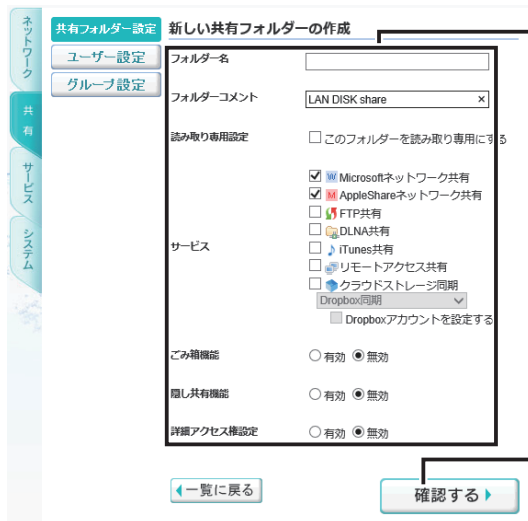 ネットワーク
共有
サービス
システム
共有フォルダー設定
ユーザー設定
グループ設定
新しい共有フォルダーの作成
フォルダー名
フォルダーコメント
LAN DISK share ×
読み取り専用設定
このフォルダーを読み取り専用にする
サービス
Microsoftネットワーク共有
AppleShareネットワーク共有
FTP共有
DLNA共有
iTunes共有
リモートアクセス共有
クラウドストレージ同期
Dropbox同期
Dropboxアカウントを設定する
ごみ箱機能
有効 無効
隠し共有機能
有効 無効
詳細アクセス権設定
有効 無効
一覧に戻る
確認する